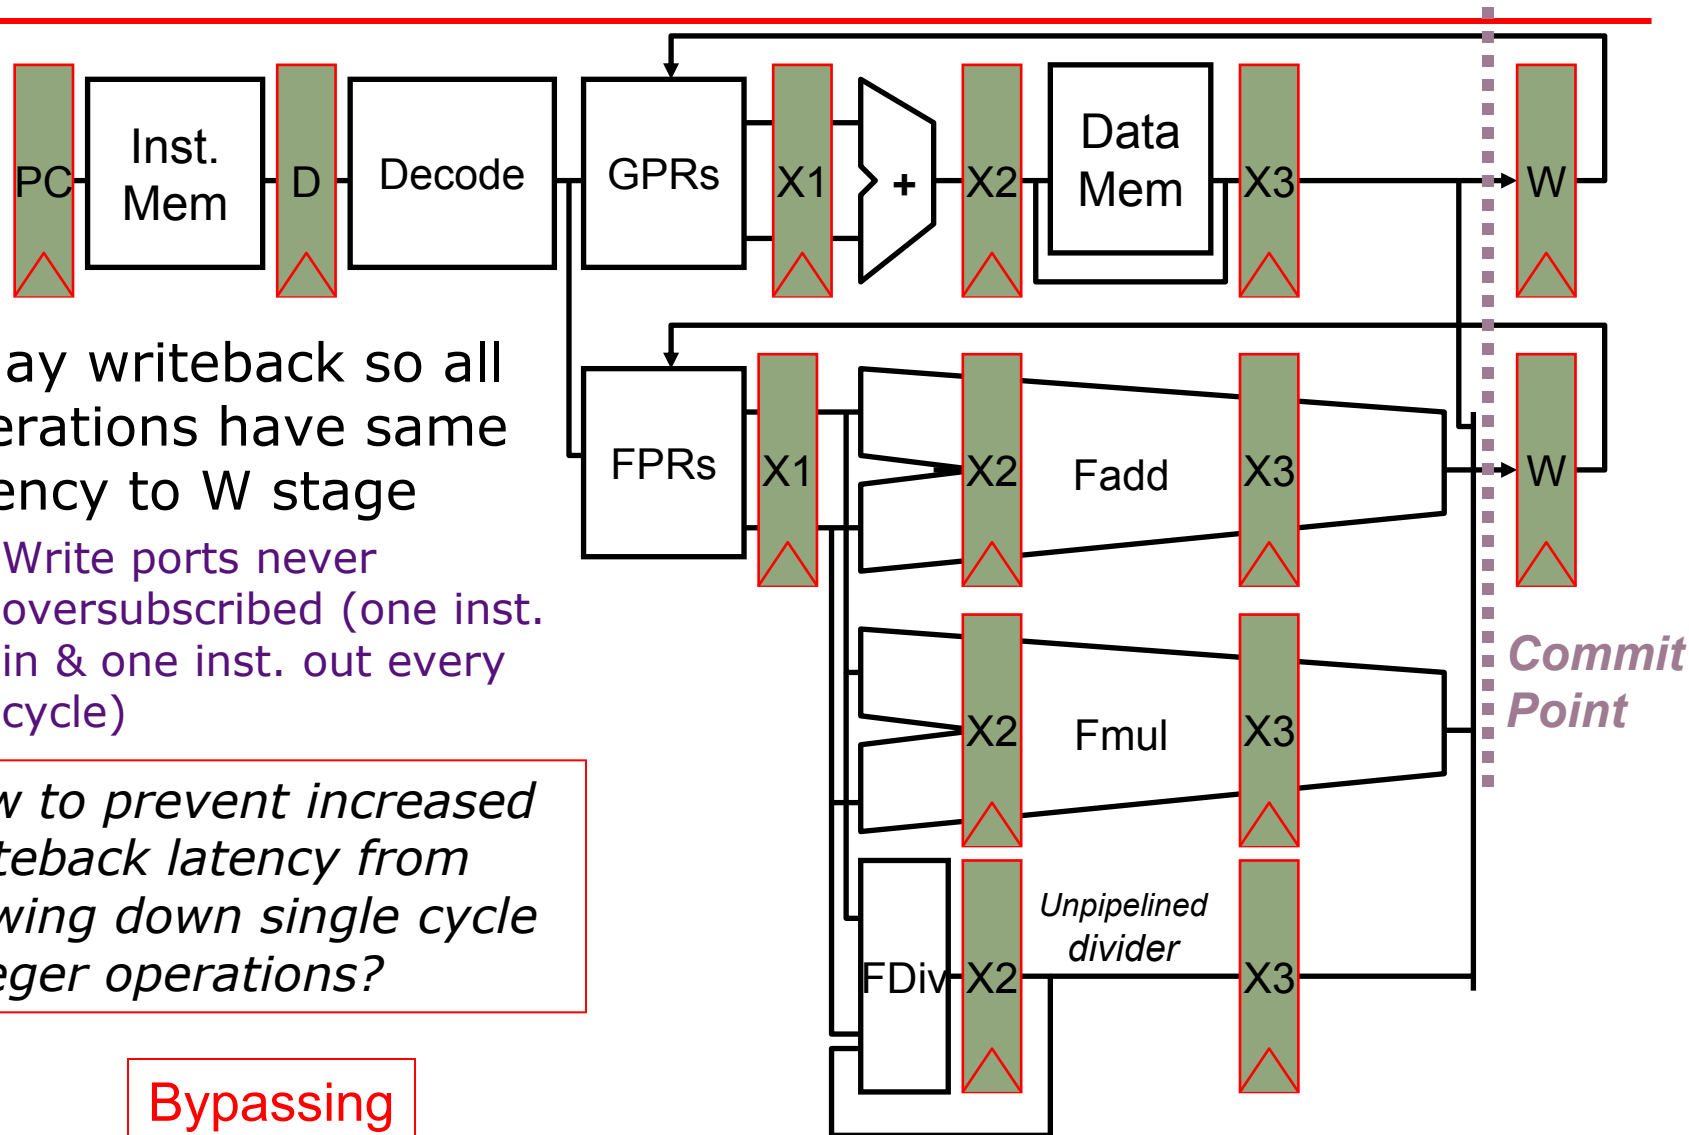 PC
Inst.
Mem
D
Decode
GPRs
X1
+
X2
Data
Mem
X3
W
ay writeback so all
erations have same
ency to W stage
Write ports never
oversubscribed (one inst.
in & one inst. out every
cycle)
w to prevent increased
teback latency from
wing down single cycle
eger operations?
Bypassing
FPRs
X1
X2
Fadd
X3
W
X2
Fmul
X3
Commit
Point
FDiv
X2
Unpipelined
divider
X3